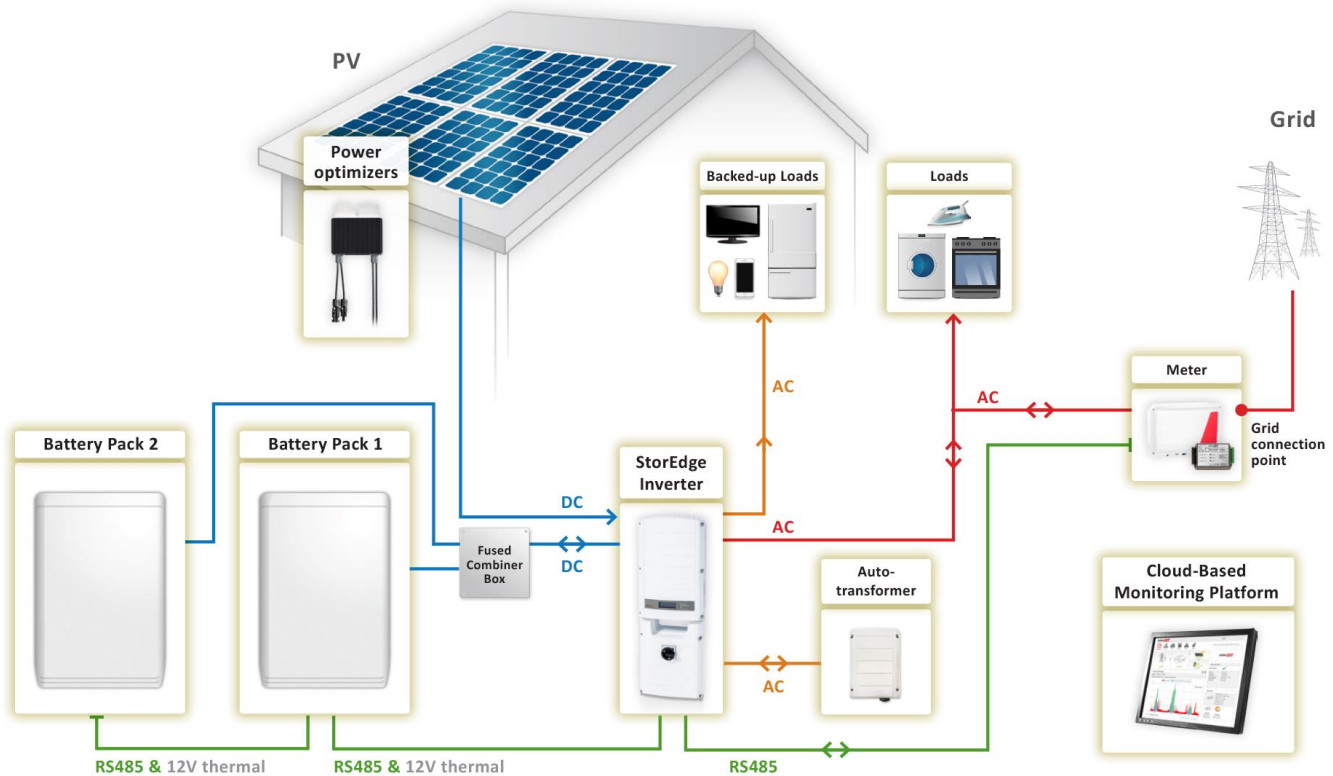 PV
Grid
Power
optimizers
Backed-up Loads
Loads
Meter
AC
AC
Grid
connection
point
Battery Pack 2
Battery Pack 1
StorEdge
Inverter
DC
AC
Fused
Combiner
Box
DC
Auto-
transformer
Cloud-Based
Monitoring Platform
AC
RS485 & 12V thermal
RS485 & 12V thermal
RS485